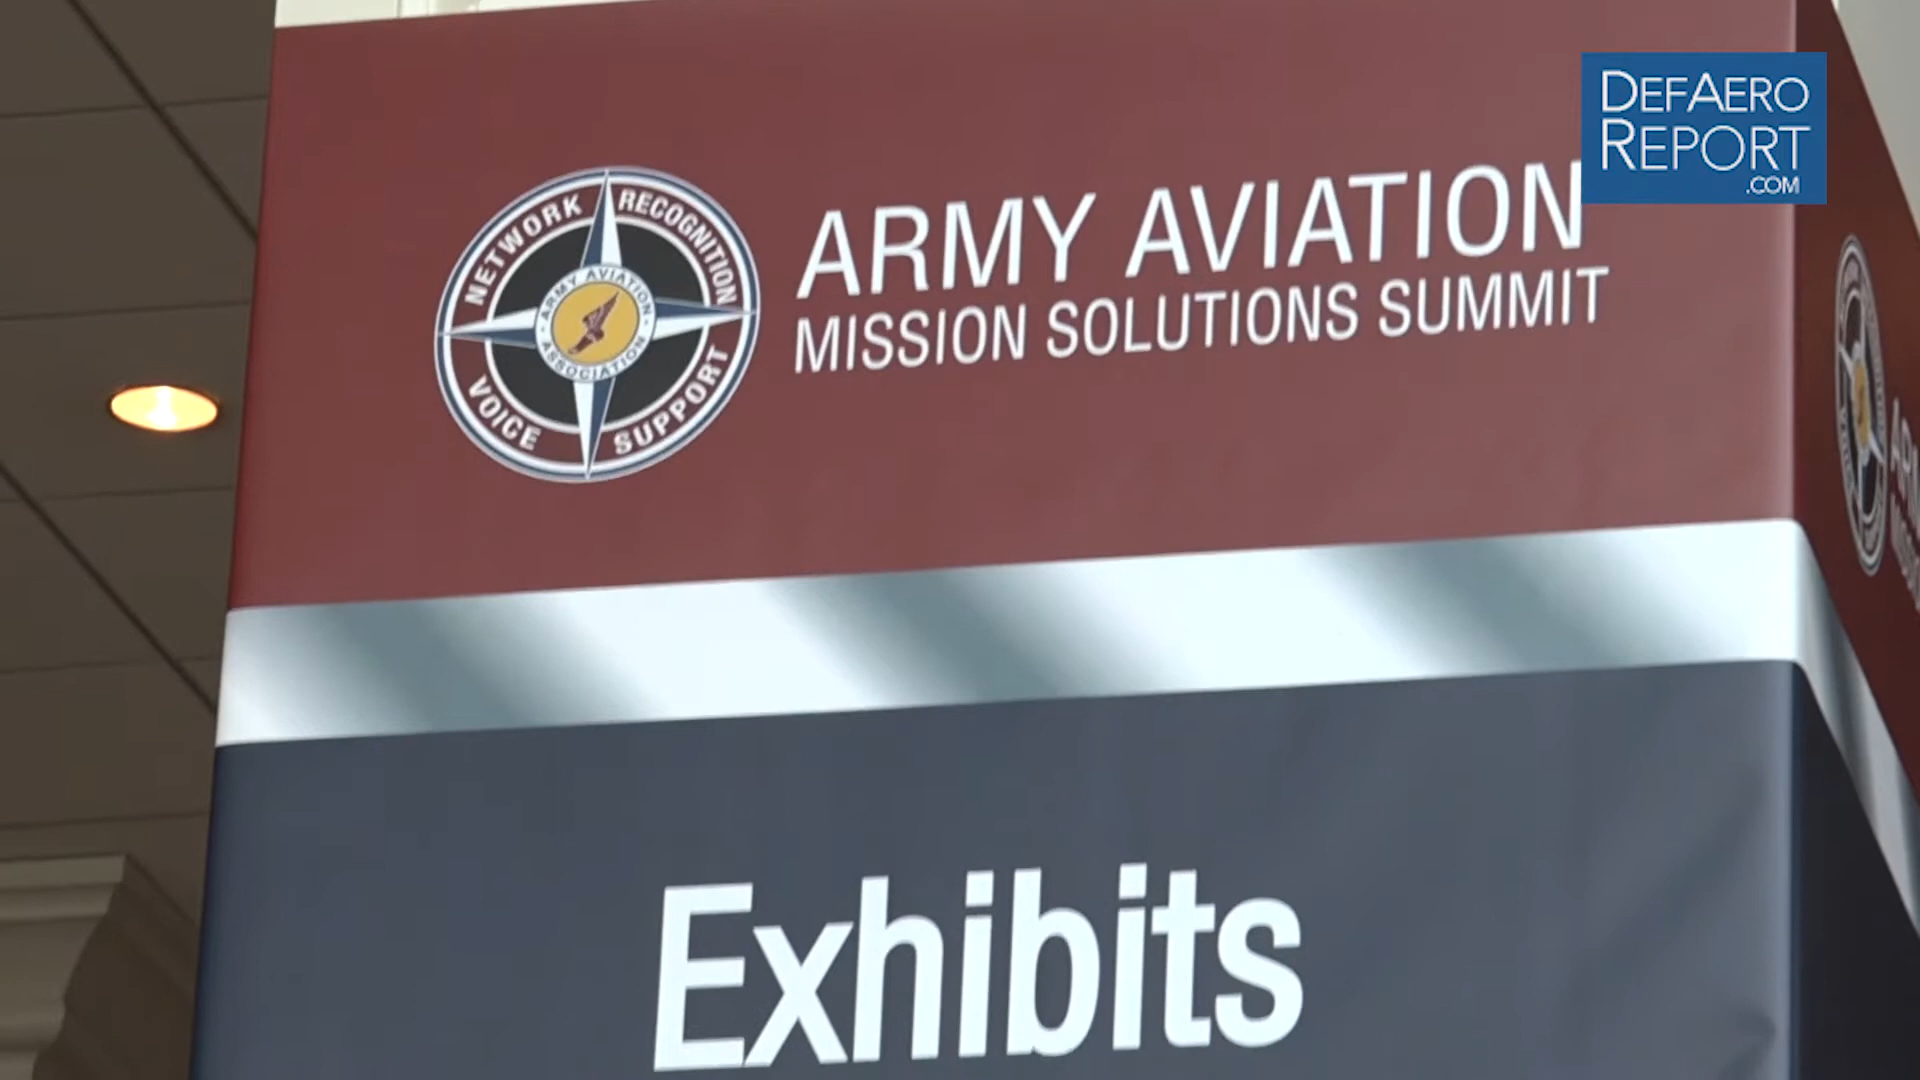 DEFAERO
REPORT
.COM
ARMY AVIATION
MISSION SOLUTIONS SUMMIT
NETWORK
RECOGNITION
VOICE
SUPPORT
ARMY AVIATION
ASSOCIATION
Exhibits